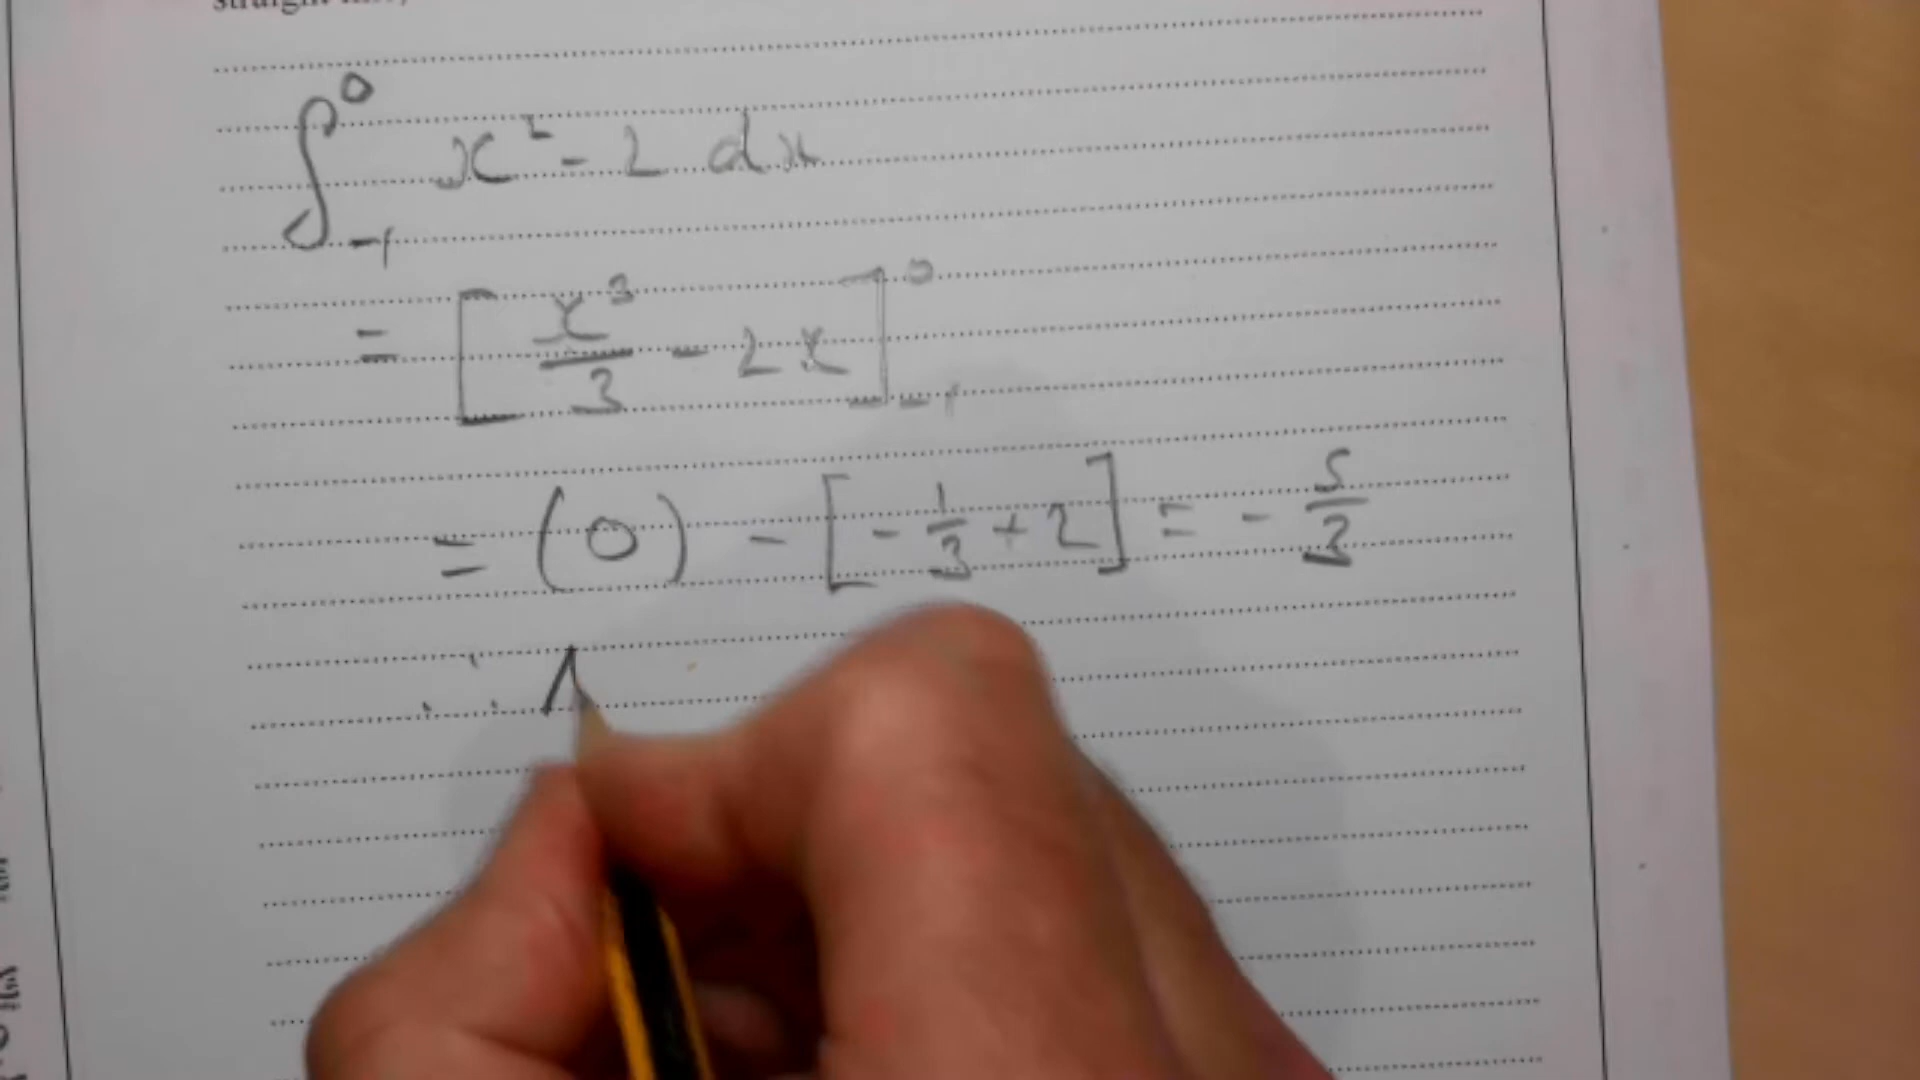 ∫₋₁⁰ x² - 2 dx
= [x³/3 - 2x]₋₁⁰
= (0) - [-1/3 + 2] = - 5/3
∴